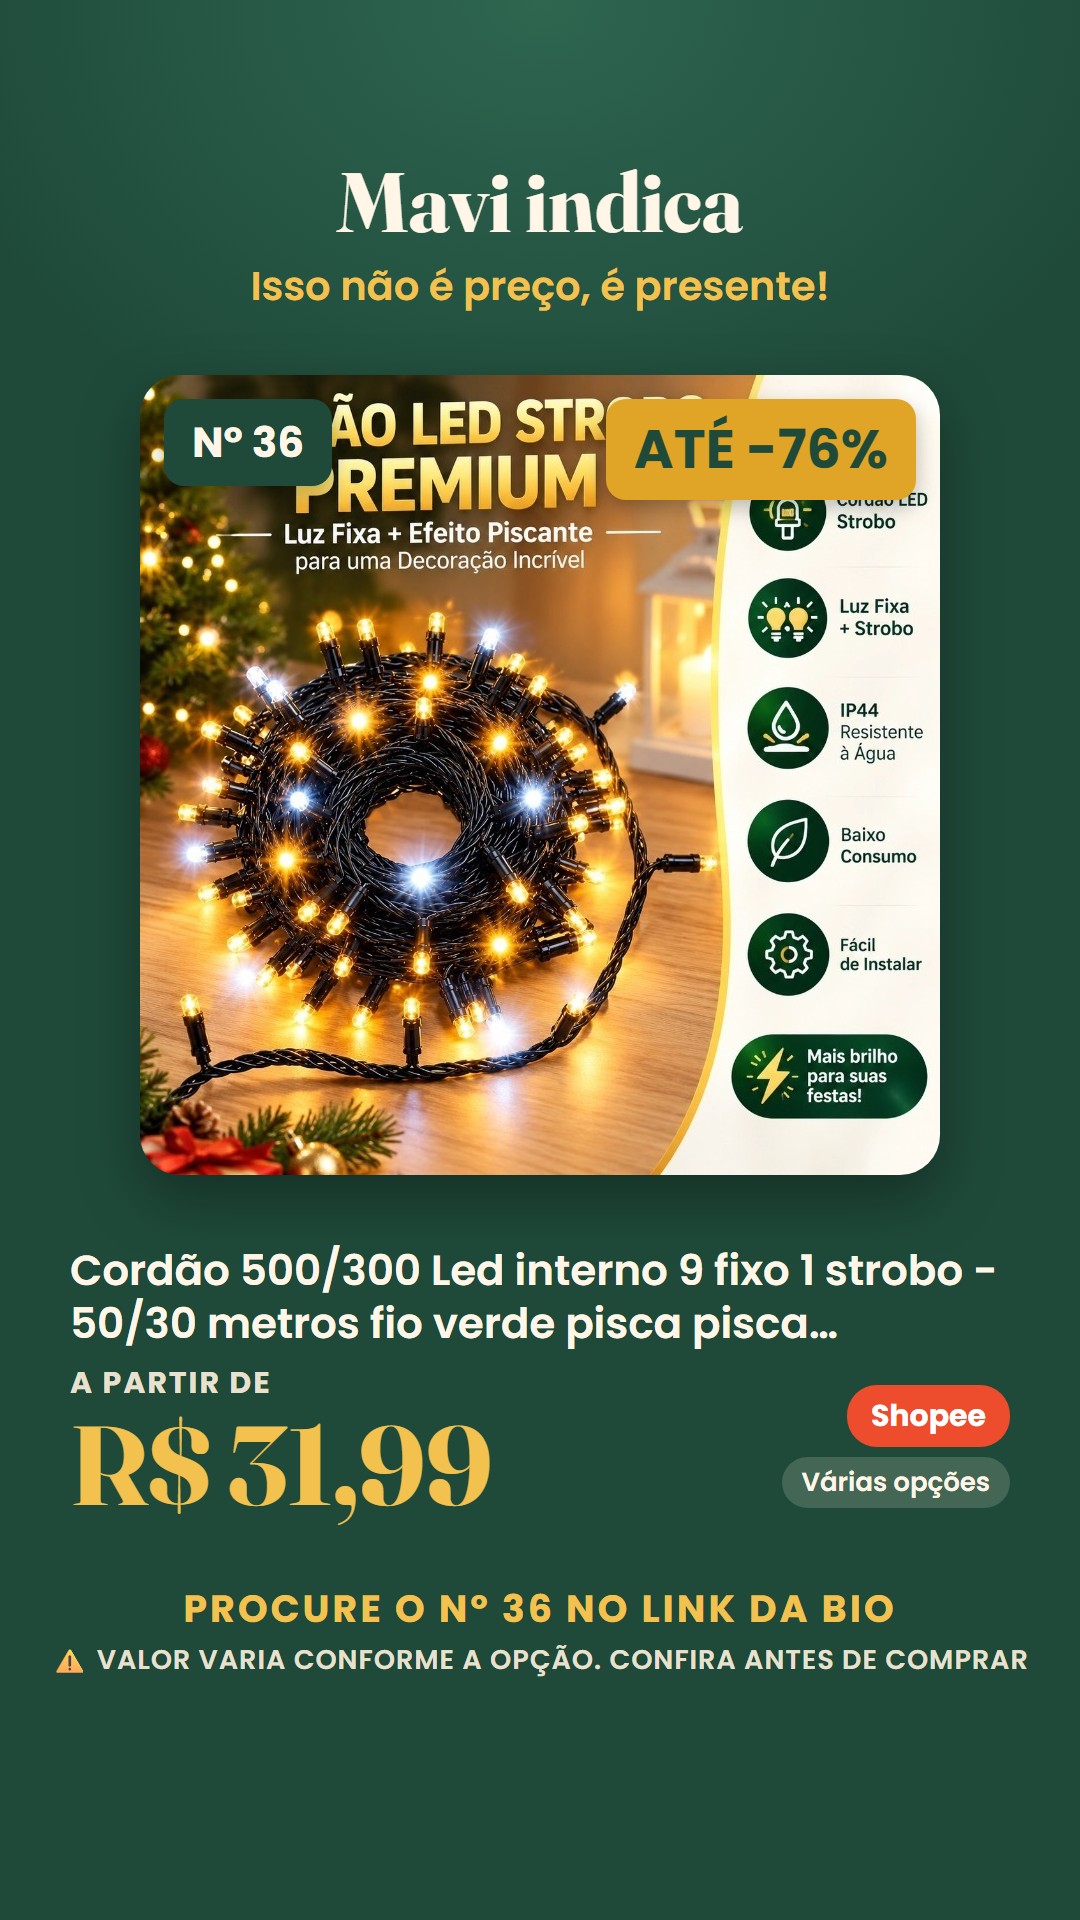 Mavi indica
Isso não é preço, é presente!
Nº 36
ÃO LED STR
ATÉ -76%
PREMIUM
Luz Fixa + Efeito Piscante
para uma Decoração Incrível
Cordão LED
Strobo
Luz Fixa
+ Strobo
IP44
Resistente
à Água
Baixo
Consumo
Fácil
de Instalar
Mais brilho
para suas
festas!
Cordão 500/300 Led interno 9 fixo 1 strobo -
50/30 metros fio verde pisca pisca...
A PARTIR DE
R$ 31,99
Shopee
Várias opções
PROCURE O Nº 36 NO LINK DA BIO
⚠️ VALOR VARIA CONFORME A OPÇÃO. CONFIRA ANTES DE COMPRAR